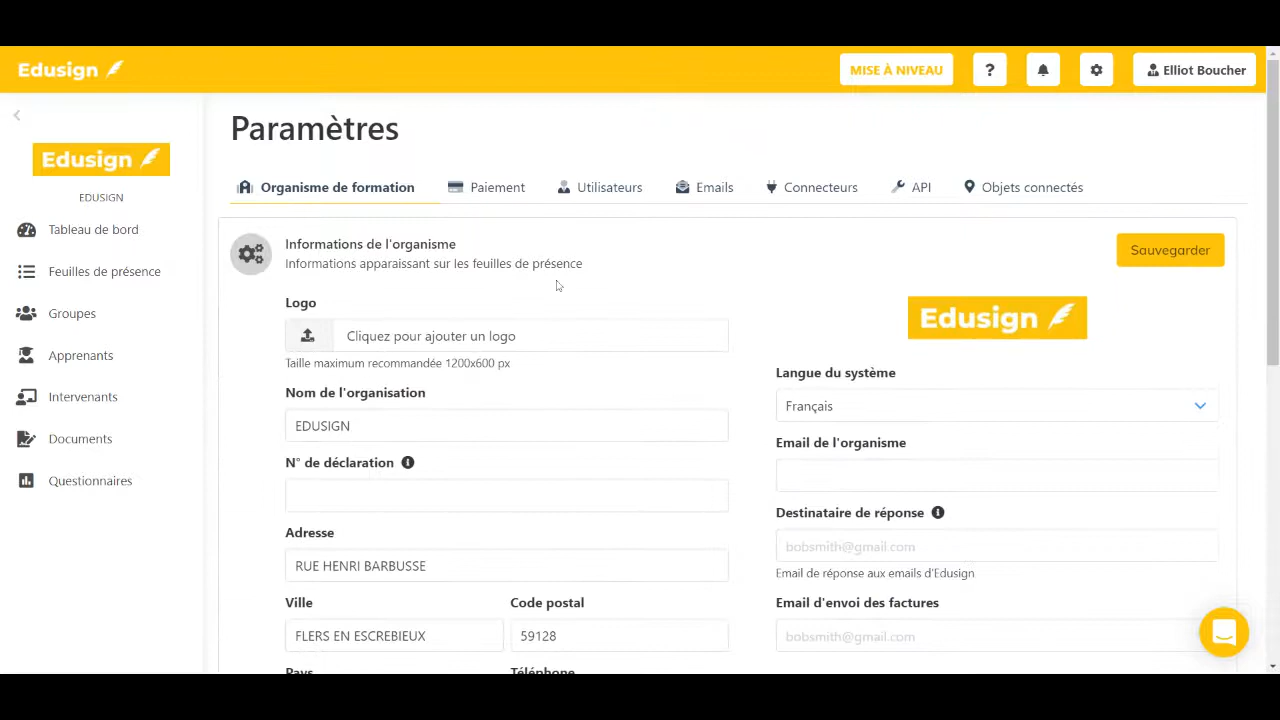 Edusign
MISE À NIVEAU
?
Elliot Boucher
Edusign
EDUSIGN
Tableau de bord
Feuilles de présence
Groupes
Apprenants
Intervenants
Documents
Questionnaires
Paramètres
Organisme de formation
Paiement
Utilisateurs
Emails
Connecteurs
API
Objets connectés
Informations de l'organisme
Informations apparaissant sur les feuilles de présence
Sauvegarder
Logo
Cliquez pour ajouter un logo
Taille maximum recommandée 1200x600 px
Nom de l'organisation
EDUSIGN
N° de déclaration
Adresse
RUE HENRI BARBUSSE
Ville
FLERS EN ESCREBIEUX
Code postal
59128
Pays
Téléphone
Edusign
Langue du système
Français
Email de l'organisme
Destinataire de réponse
bobsmith@gmail.com
Email de réponse aux emails d'Edusign
Email d'envoi des factures
bobsmith@gmail.com